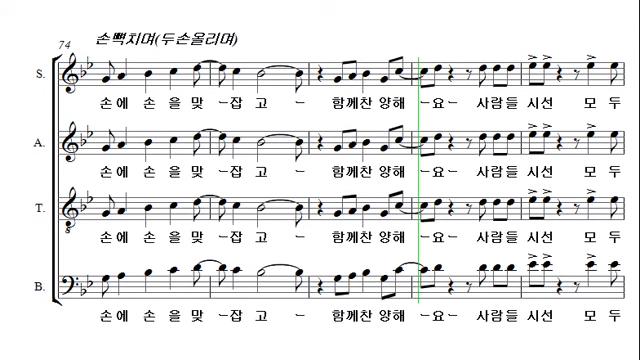 손뼉치며(두손올리며)
74
S.
손에 손 을 맞 잡 고 함께찬 양해 요 사람들 시선 모 두
A.
손에 손 을 맞 잡 고 함께찬 양해 요 사람들 시선 모 두
T.
손에 손 을 맞 잡 고 함께찬 양해 요 사람들 시선 모 두
B.
손에 손 을 맞 잡 고 함께찬 양해 요 사람들 시선 모 두